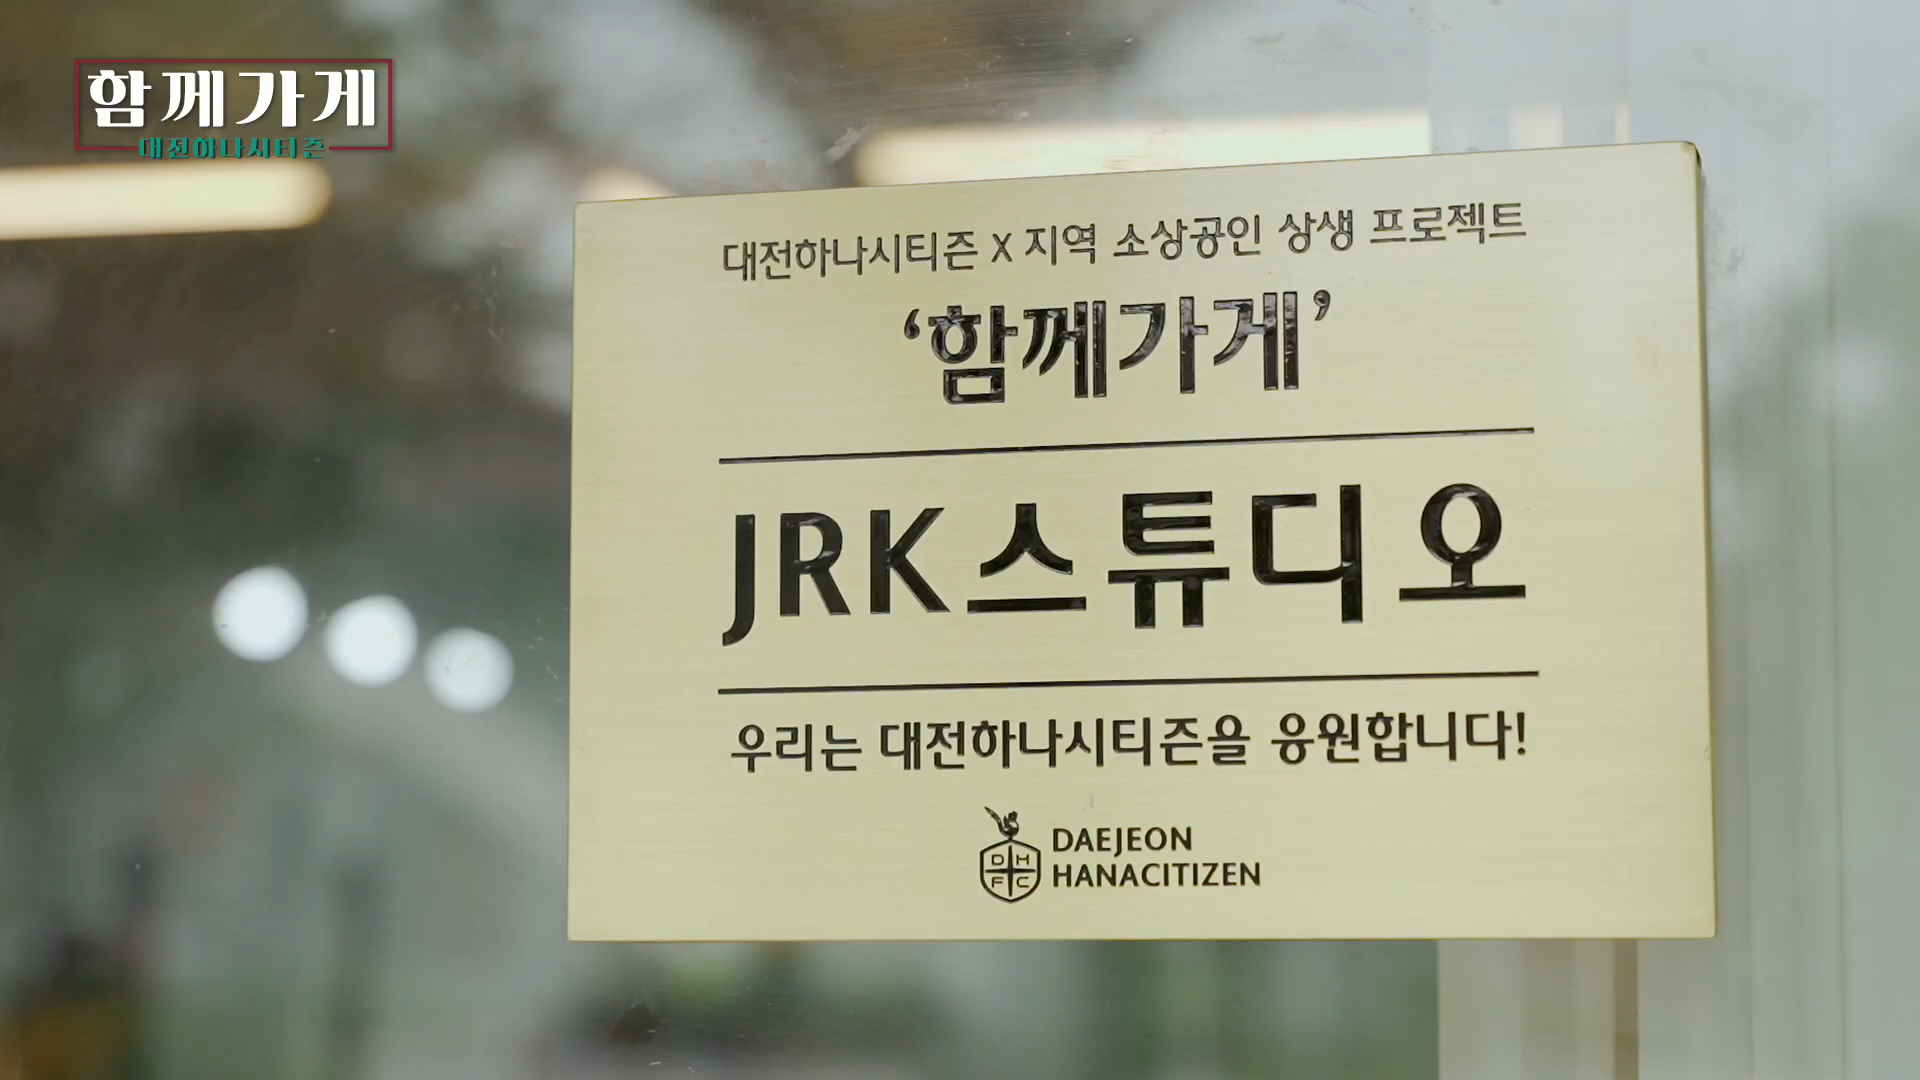 함께가게
대전하나시티즌
대전하나시티즌 X 지역 소상공인 상생 프로젝트
‘함께가게’
JRK스튜디오
우리는 대전하나시티즌을 응원합니다!
DH
FC
DAEJEON
HANACITIZEN